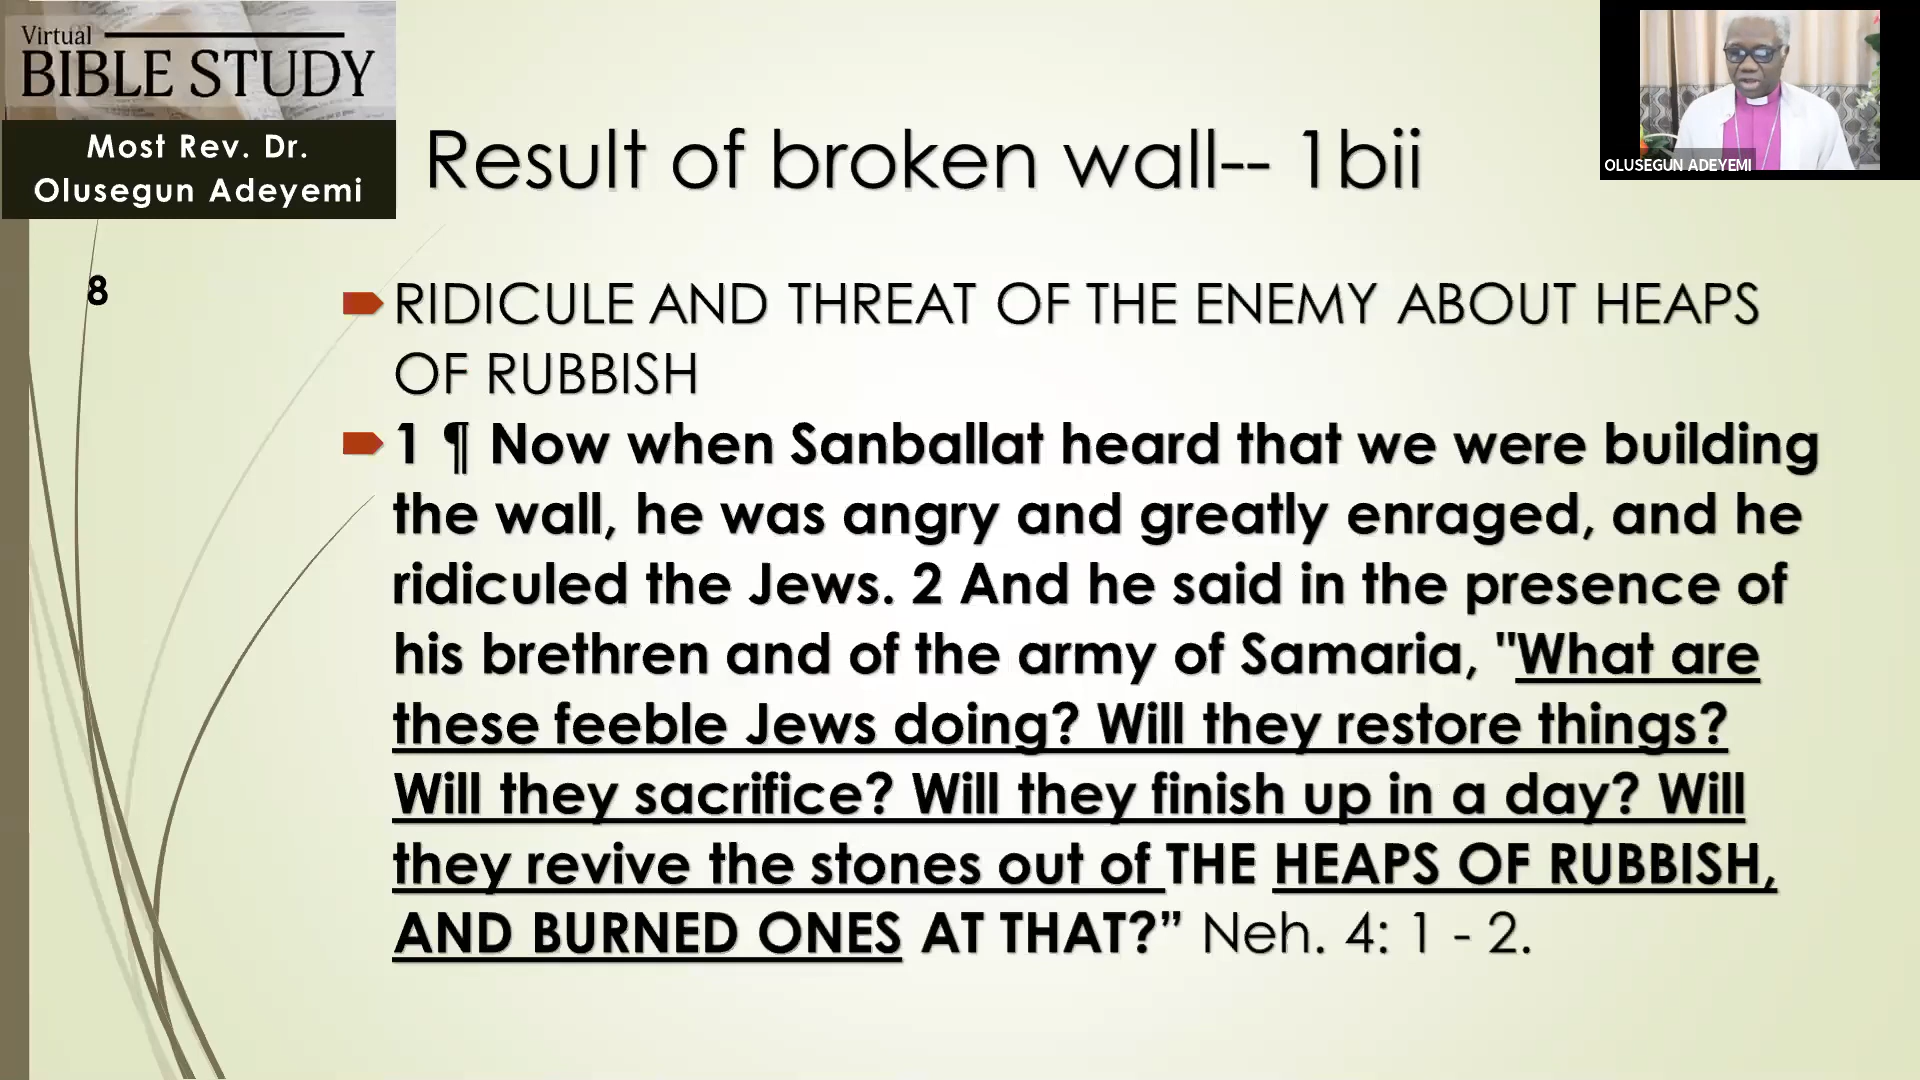 Virtual
BIBLE STUDY
Most Rev. Dr.
Olusegun Adeyemi
OLUSEGUN ADEYEMI
Result of broken wall-- 1bii
8
RIDICULE AND THREAT OF THE ENEMY ABOUT HEAPS
OF RUBBISH
1 ¶ Now when Sanballat heard that we were building
the wall, he was angry and greatly enraged, and he
ridiculed the Jews. 2 And he said in the presence of
his brethren and of the army of Samaria, "What are
these feeble Jews doing? Will they restore things?
Will they sacrifice? Will they finish up in a day? Will
they revive the stones out of THE HEAPS OF RUBBISH,
AND BURNED ONES AT THAT?” Neh. 4: 1 - 2.